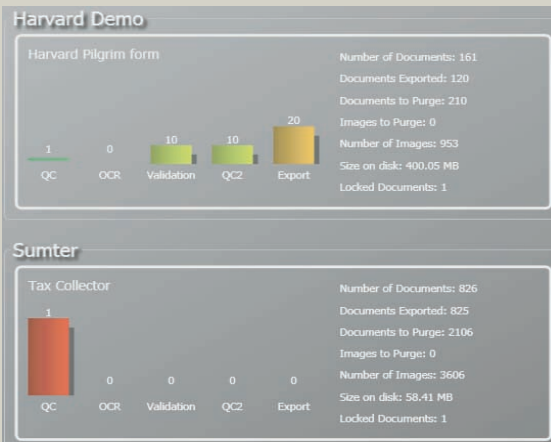 Harvard Demo
Harvard Pilgrim form
1 0 10 10 20
QC OCR Validation QC2 Export
Number of Documents: 161
Documents Exported: 120
Documents to Purge: 210
Images to Purge: 0
Number of Images: 953
Size on disk: 400.05 MB
Locked Documents: 1
Sumter
Tax Collector
1 0 0 0 0
QC OCR Validation QC2 Export
Number of Documents: 826
Documents Exported: 825
Documents to Purge: 2106
Images to Purge: 0
Number of Images: 3606
Size on disk: 58.41 MB
Locked Documents: 1